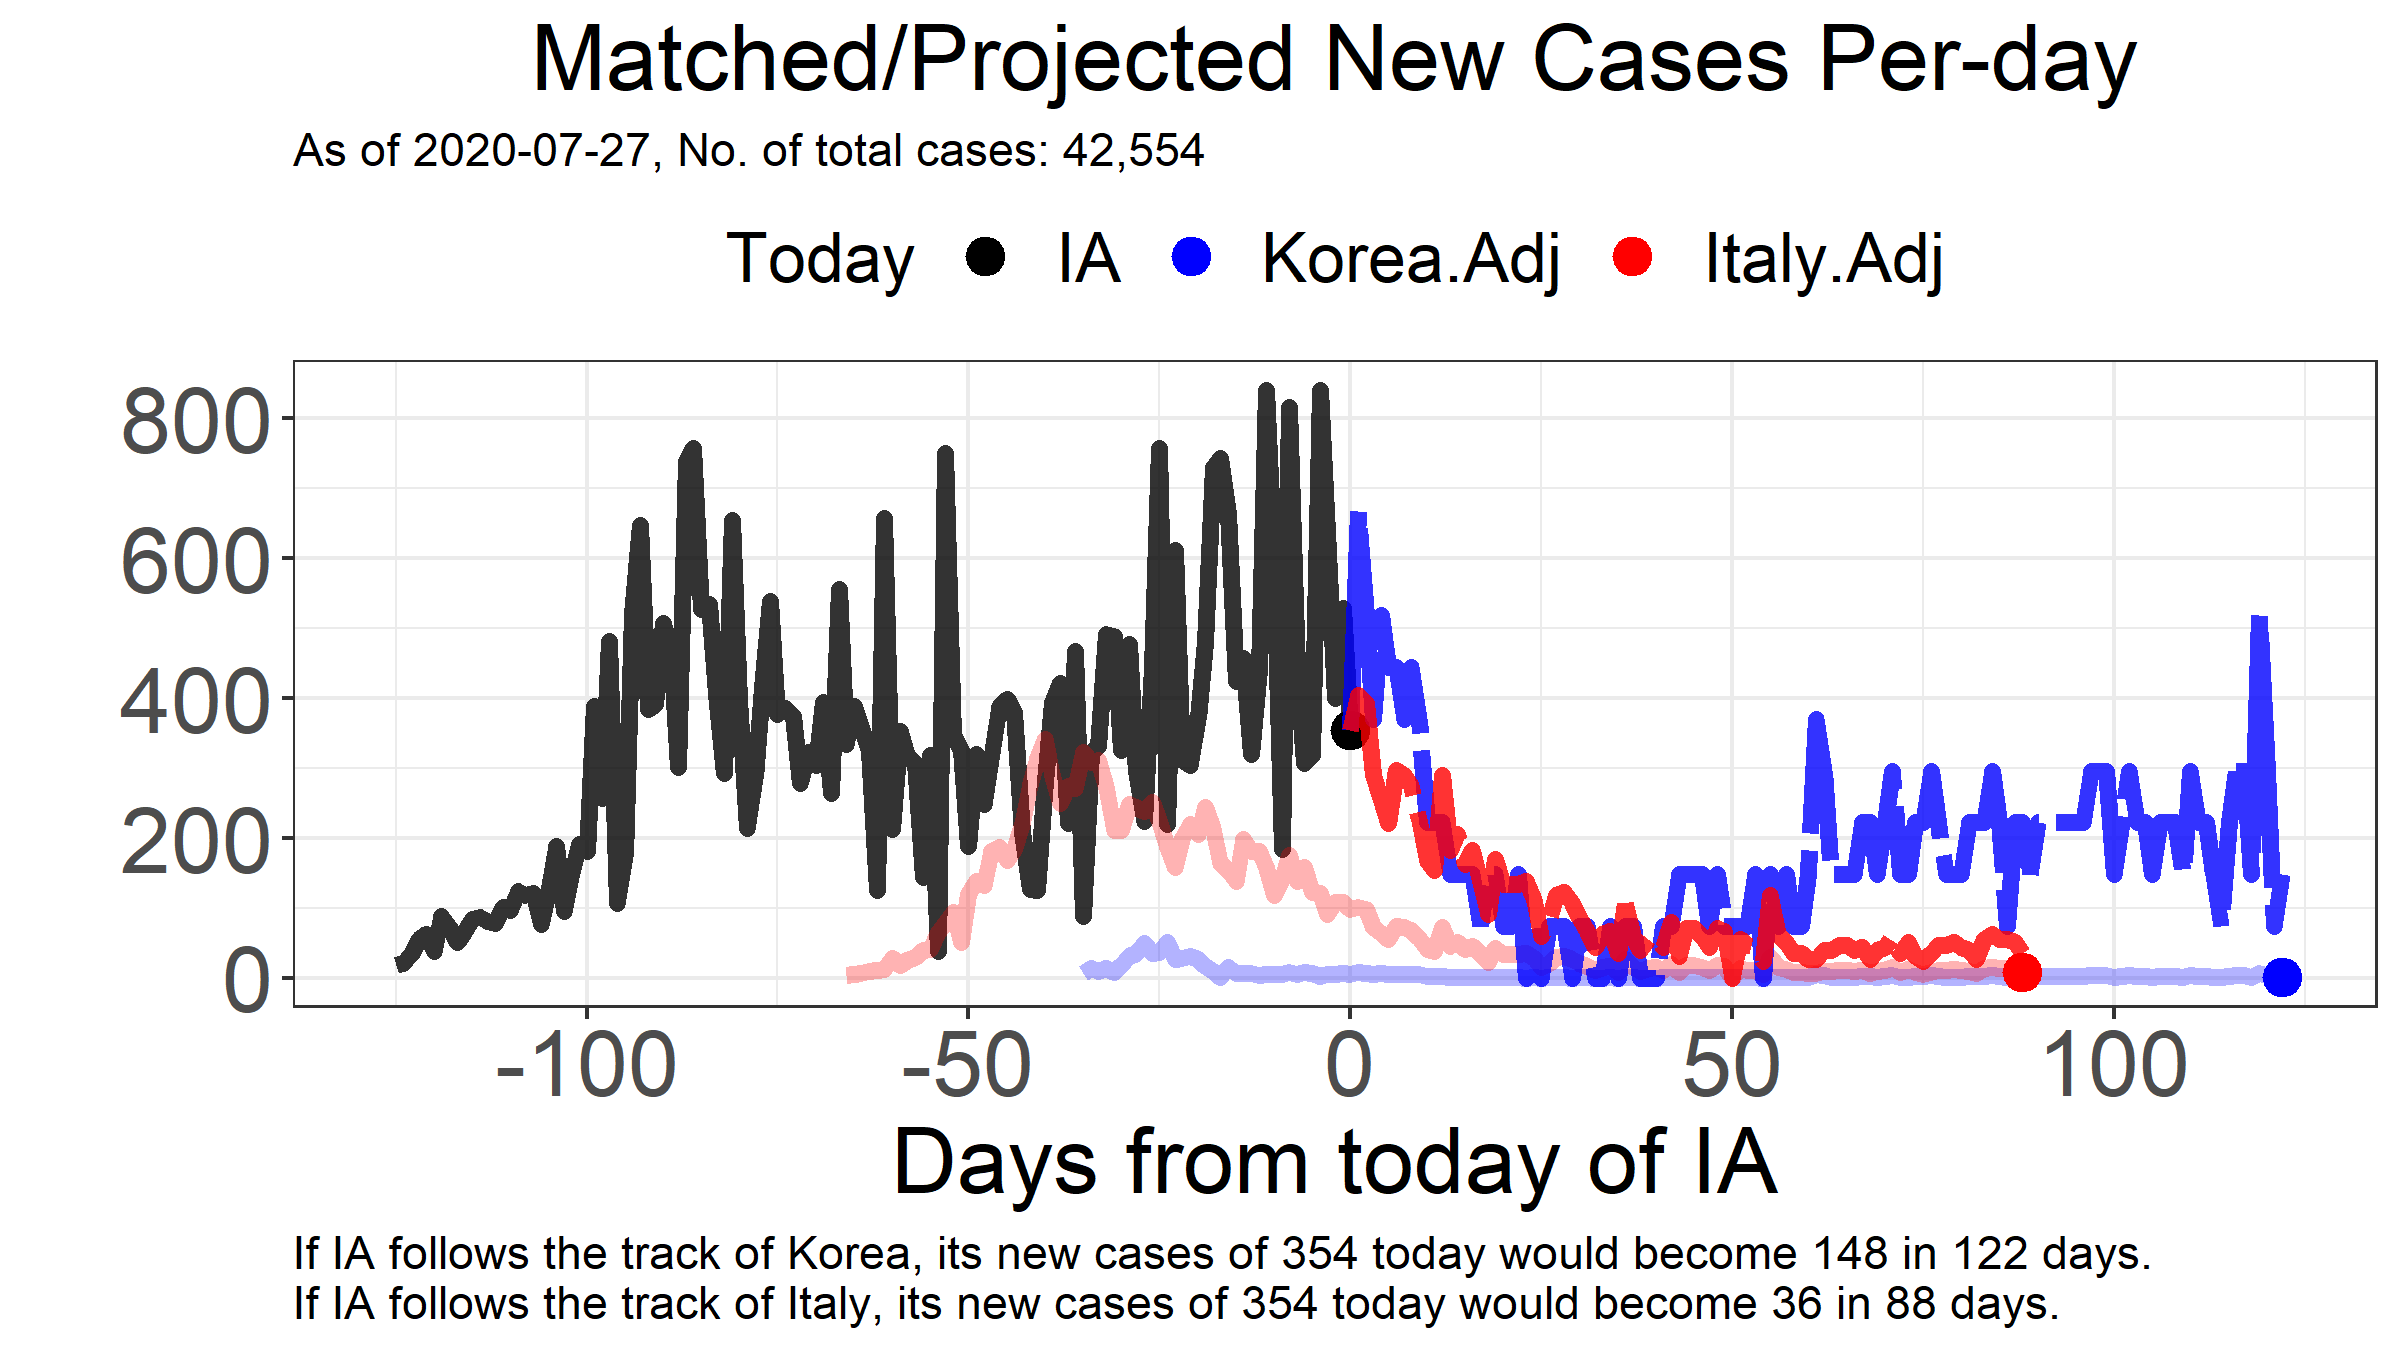 Matched/Projected New Cases Per-day
As of 2020-07-27, No. of total cases: 42,554
Today IA Korea.Adj Italy.Adj
800
600
400
200
0
-100 -50 0 50 100
Days from today of IA
If IA follows the track of Korea, its new cases of 354 today would become 148 in 122 days.
If IA follows the track of Italy, its new cases of 354 today would become 36 in 88 days.